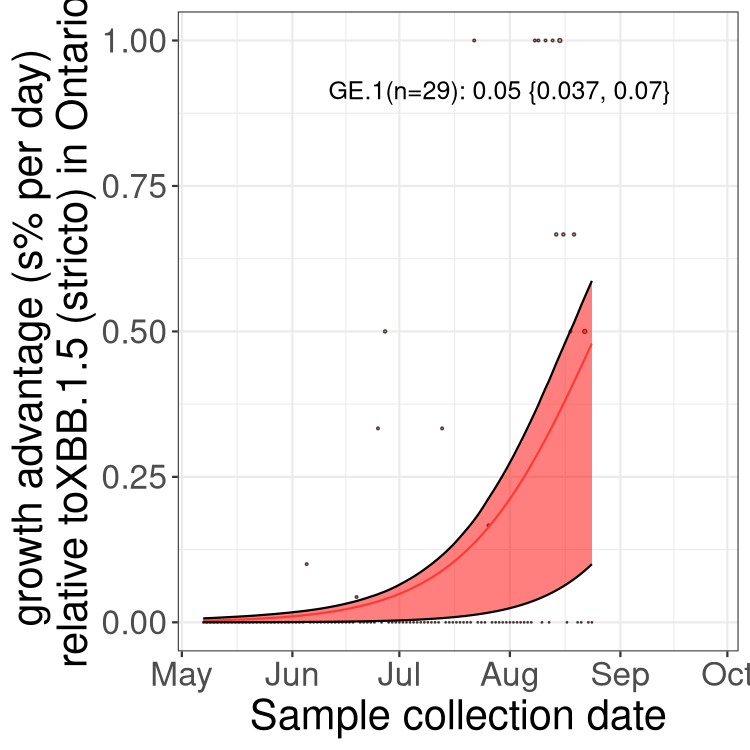 growth advantage (s% per day)
relative toXBB.1.5 (stricto) in Ontario
1.00
0.75
0.50
0.25
0.00
GE.1(n=29): 0.05 {0.037, 0.07}
May Jun Jul Aug Sep Oct
Sample collection date